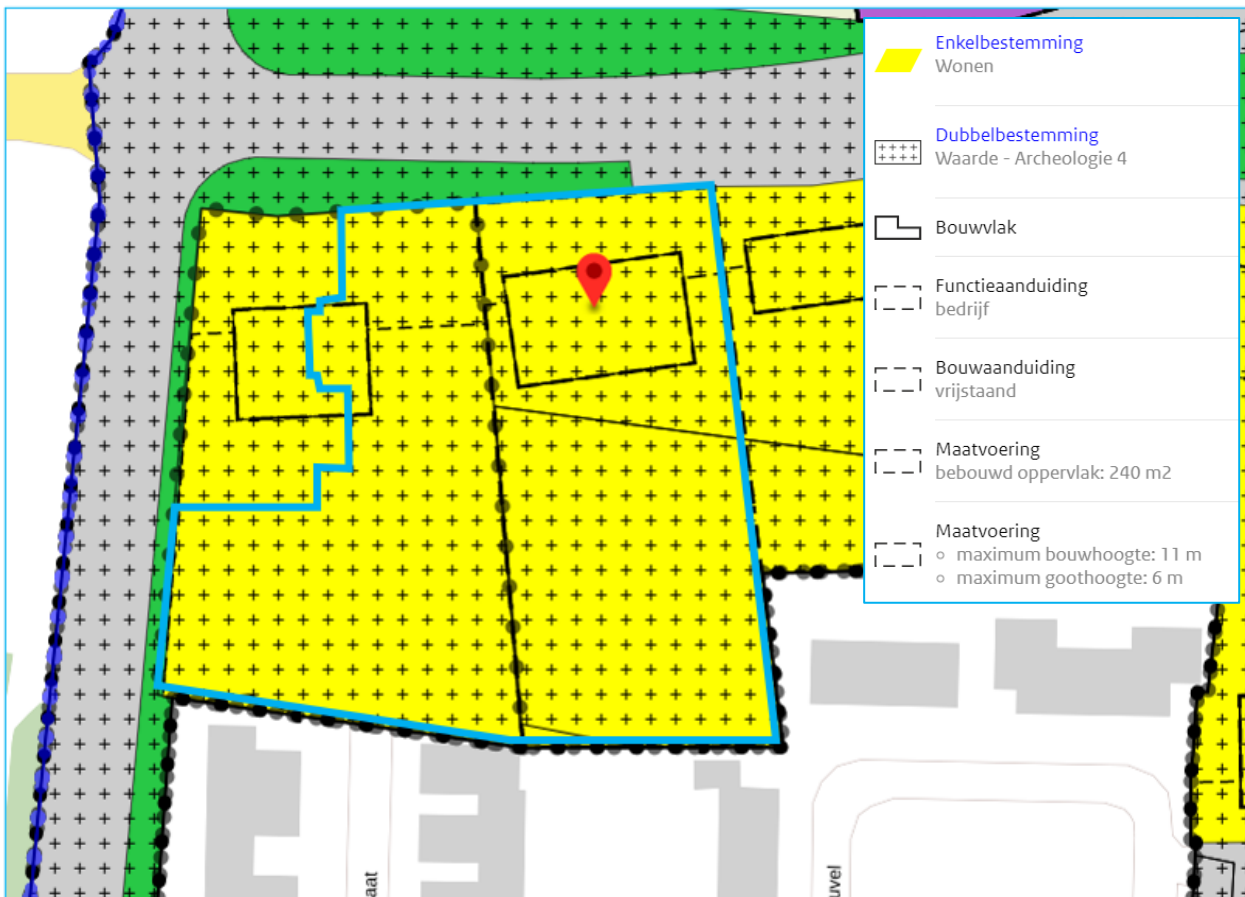 Enkelbestemming
Wonen
Dubbelbestemming
Waarde - Archeologie 4
Bouwvlak
Functieaanduiding
bedrijf
Bouwaanduiding
vrijstaand
Maatvoering
bebouwd oppervlak: 240 m2
Maatvoering
maximum bouwhoogte: 11 m
maximum goothoogte: 6 m
aat
uvel